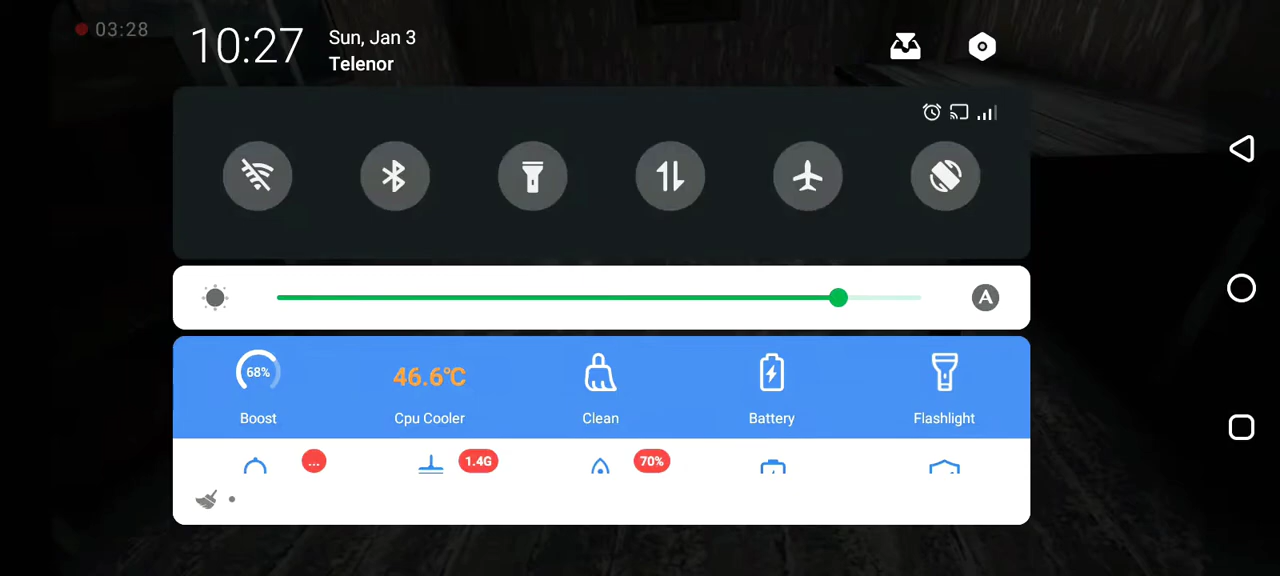 03:28
10:27
Sun, Jan 3
Telenor
A
68%
46.6°C
Boost
Cpu Cooler
Clean
Battery
Flashlight
...
1.4G
70%